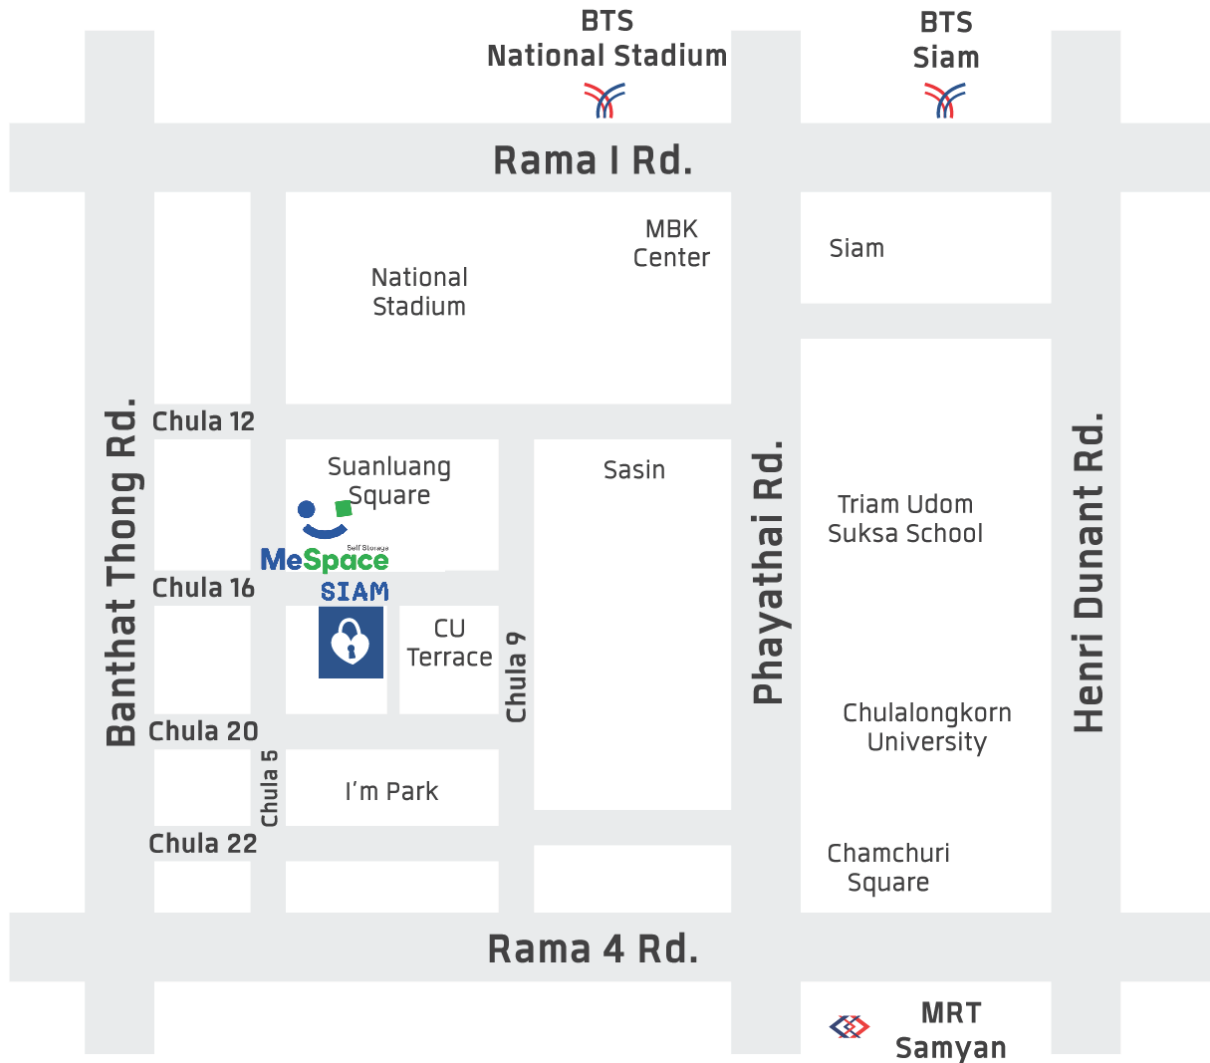 BTS
National Stadium
BTS
Siam
Rama I Rd.
MBK
Center
Siam
National
Stadium
Banthat Thong Rd.
Chula 12
Suanluang
Square
Sasin
Phayathai Rd.
Triam Udom
Suksa School
Henri Dunant Rd.
Self Storage
MeSpace
SIAM
Chula 16
CU
Terrace
Chula 9
Chula 20
Chulalongkorn
University
Chula 5
I'm Park
Chula 22
Chamchuri
Square
Rama 4 Rd.
MRT
Samyan